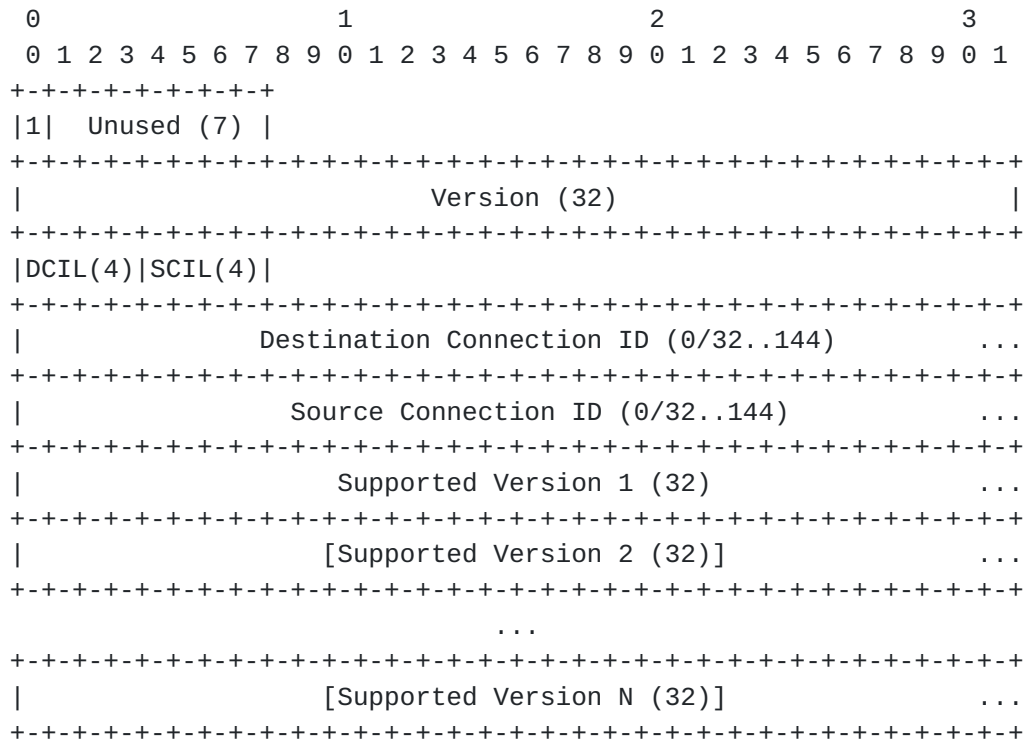 0                   1                   2                   3
 0 1 2 3 4 5 6 7 8 9 0 1 2 3 4 5 6 7 8 9 0 1 2 3 4 5 6 7 8 9 0 1
+-+-+-+-+-+-+-+-+
|1|  Unused (7) |
+-+-+-+-+-+-+-+-+-+-+-+-+-+-+-+-+-+-+-+-+-+-+-+-+-+-+-+-+-+-+-+-+
|                          Version (32)                         |
+-+-+-+-+-+-+-+-+-+-+-+-+-+-+-+-+-+-+-+-+-+-+-+-+-+-+-+-+-+-+-+-+
|DCIL(4)|SCIL(4)|
+-+-+-+-+-+-+-+-+-+-+-+-+-+-+-+-+-+-+-+-+-+-+-+-+-+-+-+-+-+-+-+-+
|               Destination Connection ID (0/32..144)         ...
+-+-+-+-+-+-+-+-+-+-+-+-+-+-+-+-+-+-+-+-+-+-+-+-+-+-+-+-+-+-+-+-+
|                 Source Connection ID (0/32..144)            ...
+-+-+-+-+-+-+-+-+-+-+-+-+-+-+-+-+-+-+-+-+-+-+-+-+-+-+-+-+-+-+-+-+
|                    Supported Version 1 (32)                 ...
+-+-+-+-+-+-+-+-+-+-+-+-+-+-+-+-+-+-+-+-+-+-+-+-+-+-+-+-+-+-+-+-+
|                   [Supported Version 2 (32)]                ...
+-+-+-+-+-+-+-+-+-+-+-+-+-+-+-+-+-+-+-+-+-+-+-+-+-+-+-+-+-+-+-+-+
                               ...
+-+-+-+-+-+-+-+-+-+-+-+-+-+-+-+-+-+-+-+-+-+-+-+-+-+-+-+-+-+-+-+-+
|                   [Supported Version N (32)]                ...
+-+-+-+-+-+-+-+-+-+-+-+-+-+-+-+-+-+-+-+-+-+-+-+-+-+-+-+-+-+-+-+-+